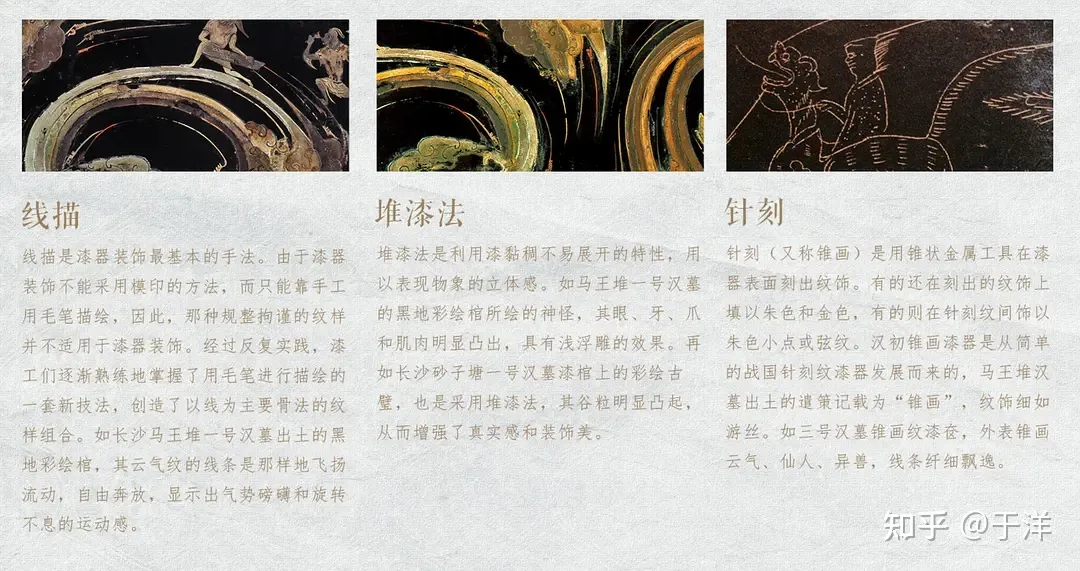 线描
线描是漆器装饰最基本的手法。由于漆器
装饰不能采用模印的方法，而只能靠手工
用毛笔描绘，因此，那种规整拘谨的纹样
并不适用于漆器装饰。经过反复实践，漆
工们逐渐熟练地掌握了用毛笔进行描绘的
一套新技法，创造了以线为主要骨法的纹
样组合。如长沙马王堆一号汉墓出土的黑
地彩绘棺，其云气纹的线条是那样地飞扬
流动，自由奔放，显示出气势磅礴和旋转
不息的运动感。
堆漆法
堆漆法是利用漆黏稠不易展开的特性，用
以表现物象的立体感。如马王堆一号汉墓
的黑地彩绘棺所绘的神怪，其眼、牙、爪
和肌肉明显凸出，具有浅浮雕的效果。再
如长沙砂子塘一号汉墓漆棺上的彩绘古
璧，也是采用堆漆法，其谷粒明显凸起，
从而增强了真实感和装饰美。
针刻
针刻（又称锥画）是用锥状金属工具在漆
器表面刻出纹饰。有的还在刻出的纹饰上
填以朱色和金色，有的则在针刻纹间饰以
朱色小点或弦纹。汉初锥画漆器是从简单
的战国针刻纹漆器发展而来的，马王堆汉
墓出土的遣策记载为“锥画”，纹饰细如
游丝。如三号汉墓锥画纹漆奁，外表锥画
云气、仙人、异兽，线条纤细飘逸。
知乎 @于洋